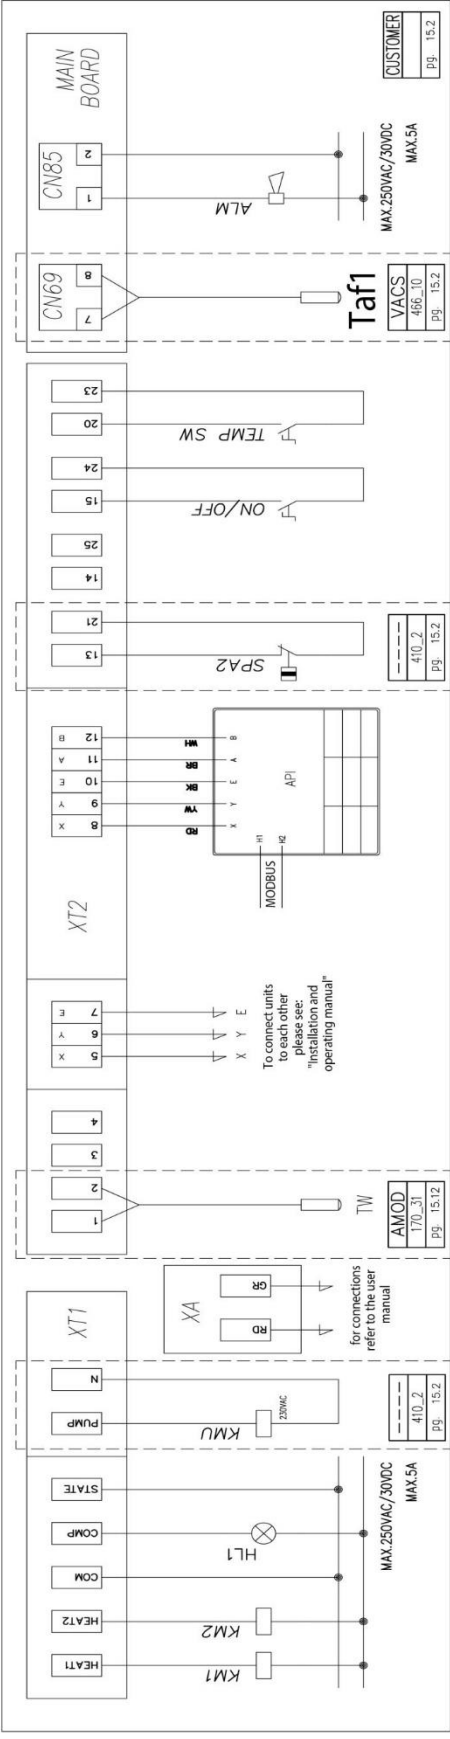 MAIN
BOARD
CN85
1
2
ALM
MAX.250VAC/30VDC
MAX.5A
CUSTOMER
pg. 15.2
CN69
7
8
Taf1
VACS
466_10
pg. 15.2
23
20
24
15
25
14
21
13
TEMP SW
ON/OFF
SPA2
-----
410_2
pg. 15.2
XT2
B 12
A 11
E 10
Y 9
X 8
WH
BR
BK
YW
RD
B
A
E
Y
X
API
H1
H2
MODBUS
E 7
Y 6
X 5
X Y E
To connect units
to each other
please see:
"Installation and
operating manual"
4
3
2
1
TW
AMOD
170_31
pg. 15.12
XT1
XA
GR
RD
for connections
refer to the user
manual
N
PUMP
KMU
230VAC
-----
410_2
pg. 15.2
STATE
COMP
COM
HEAT2
HEAT1
HL1
KM2
KM1
MAX.250VAC/30VDC
MAX.5A